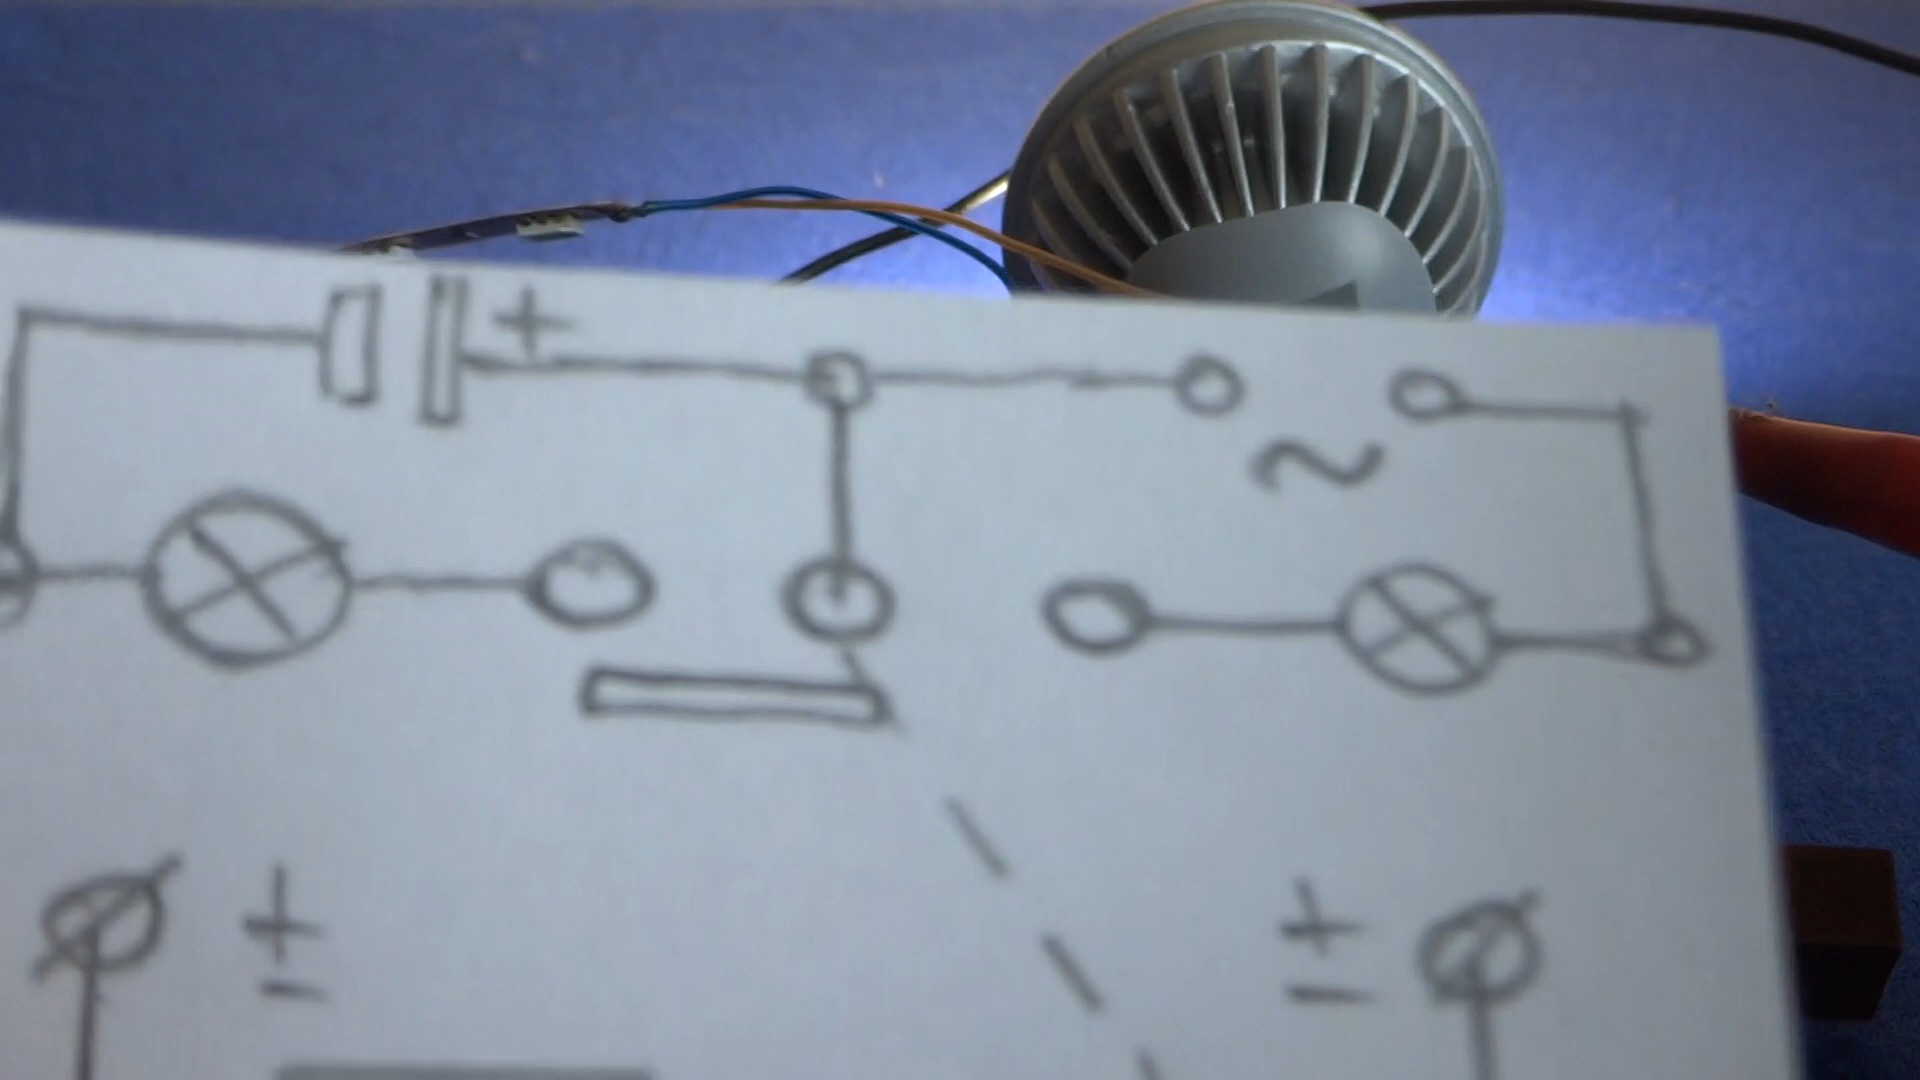 +
~
± ±